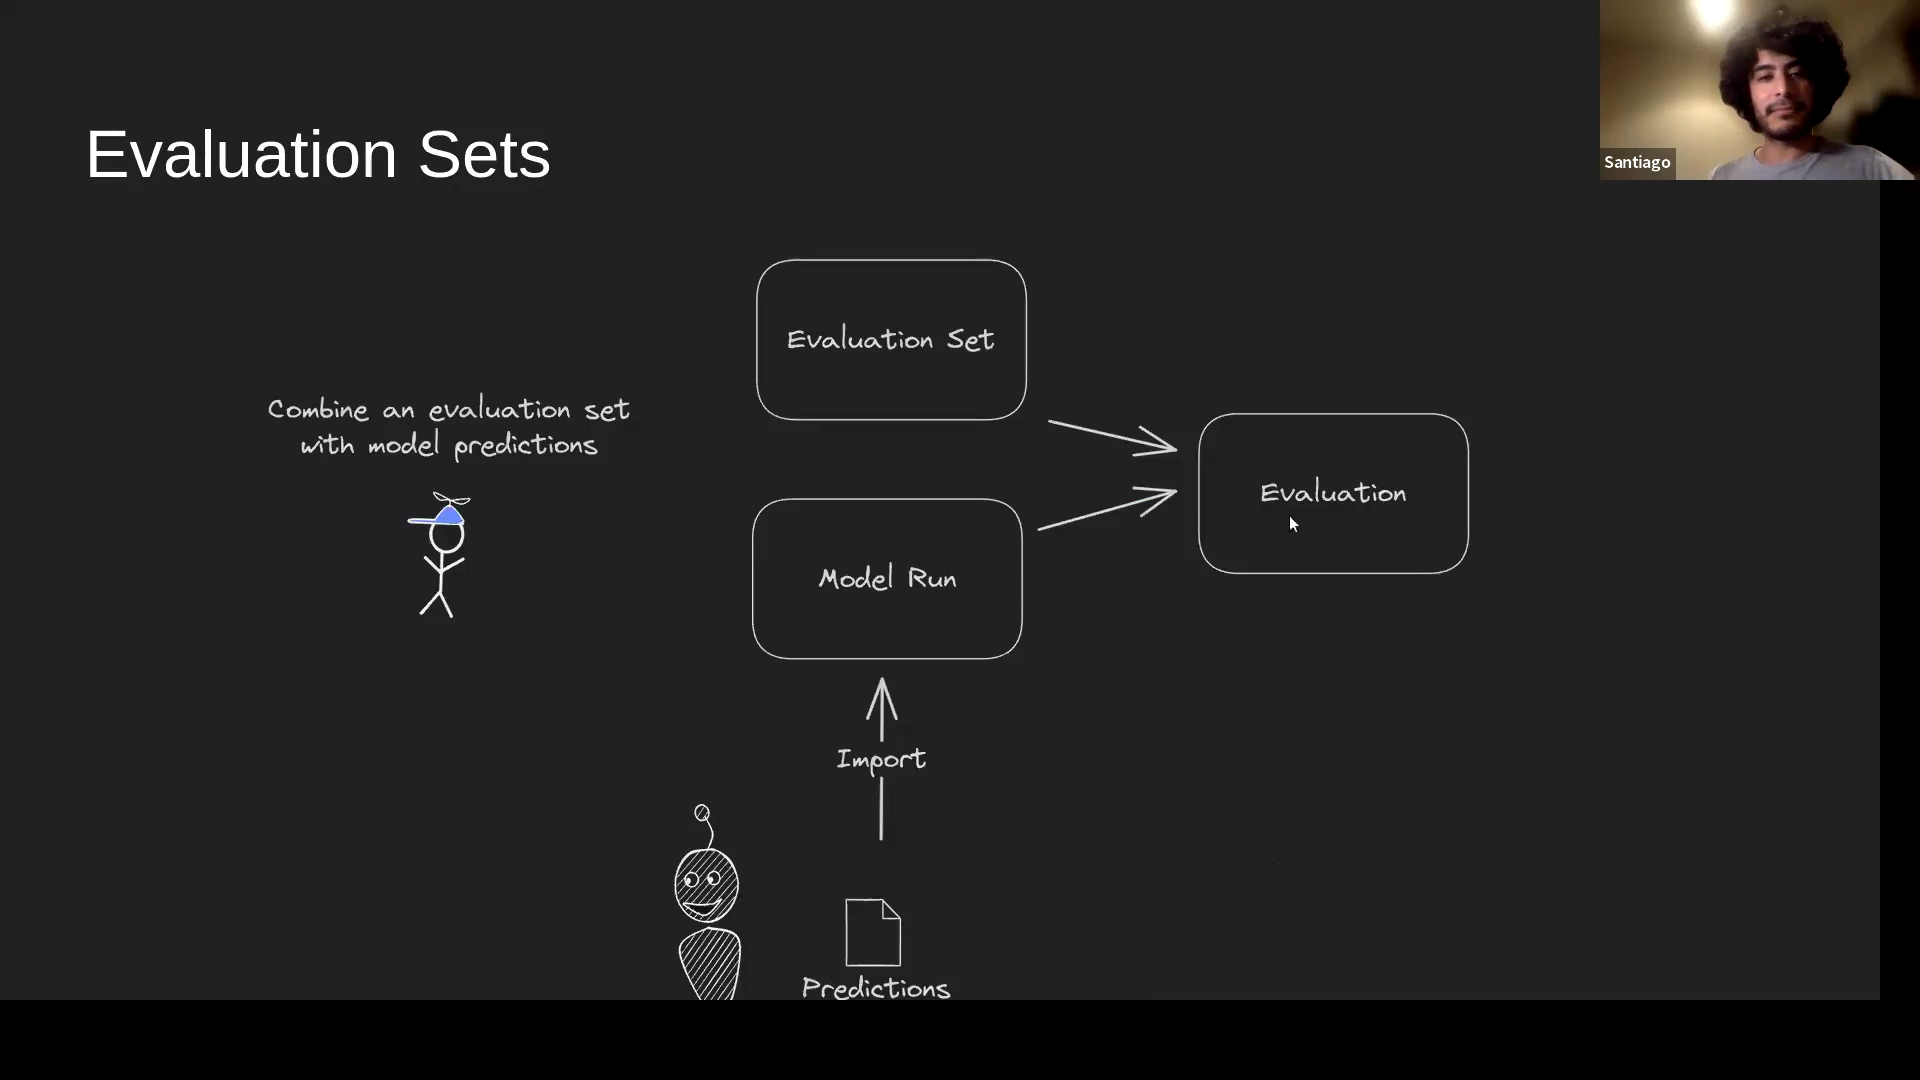 Evaluation Sets
Santiago
Evaluation Set
Combine an evaluation set
with model predictions
Evaluation
Model Run
Import
Predictions